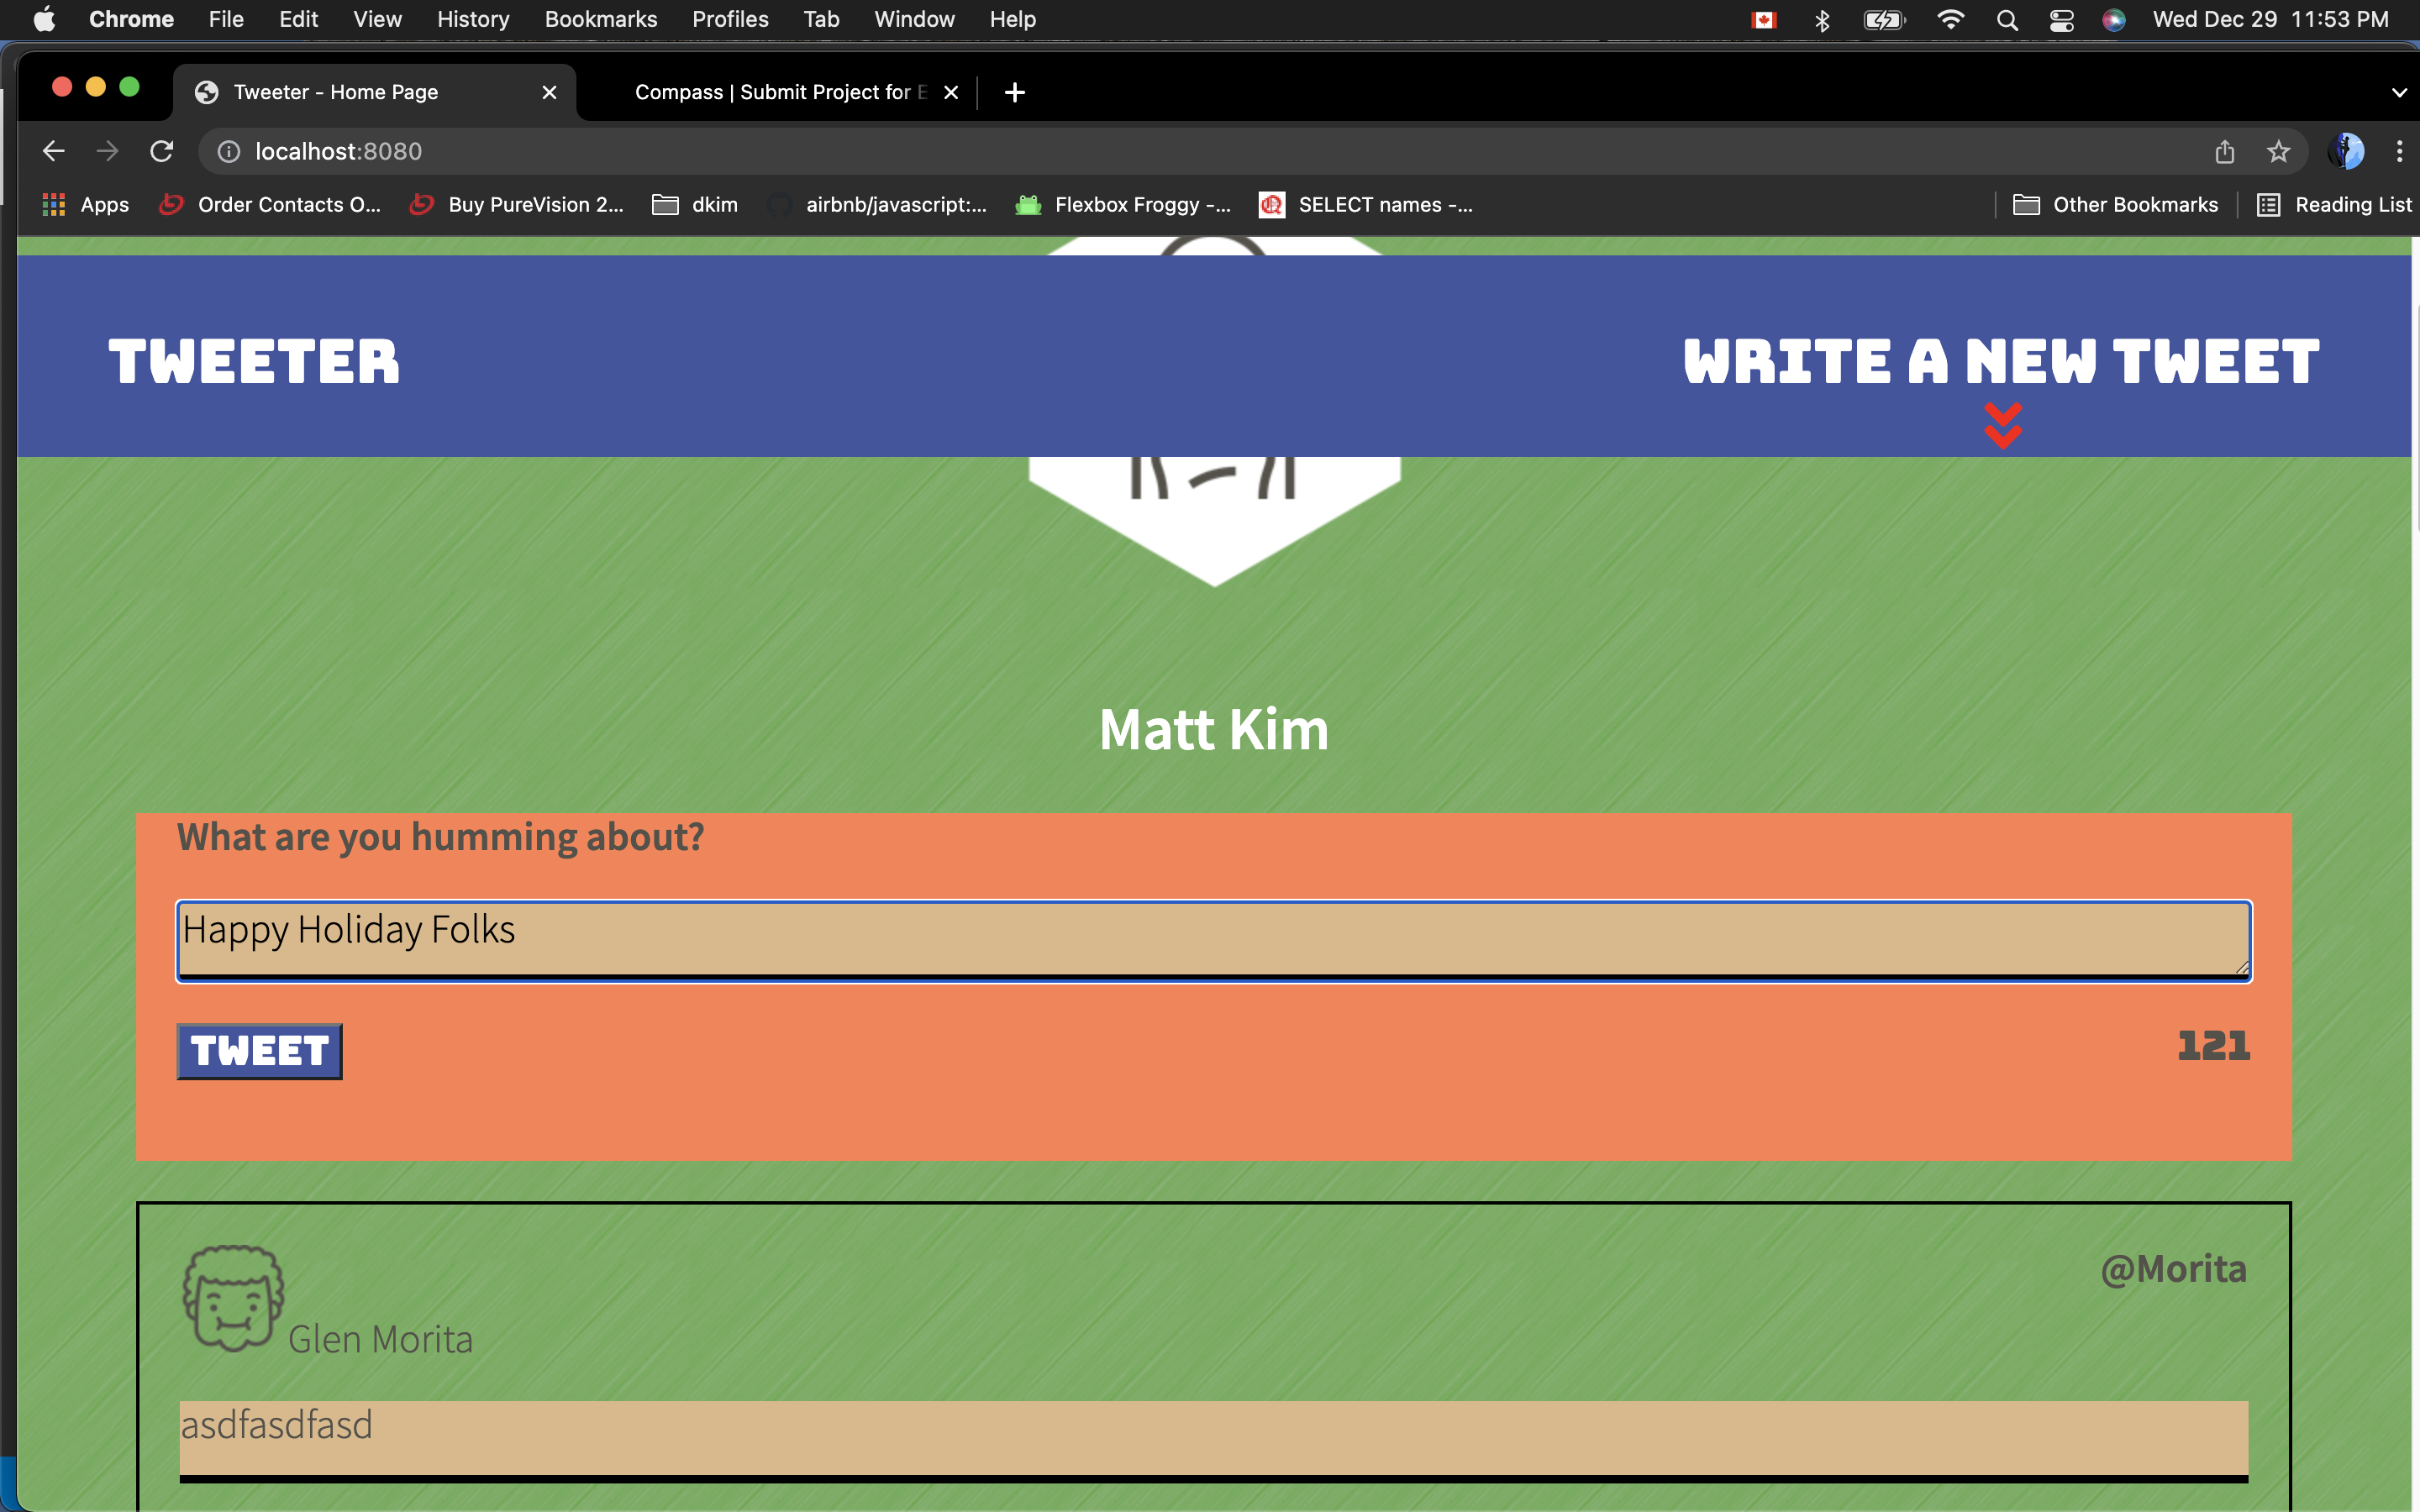 Chrome File Edit View History Bookmarks Profiles Tab Window Help Wed Dec 29 11:53 PM
Tweeter - Home Page Compass | Submit Project for E
localhost:8080
Apps Order Contacts O... Buy PureVision 2... dkim airbnb/javascript:... Flexbox Froggy -... SELECT names -... Other Bookmarks Reading List
TWEETER WRITE A NEW TWEET
Matt Kim
What are you humming about?
Happy Holiday Folks
TWEET 121
@Morita
Glen Morita
asdfasdfasd